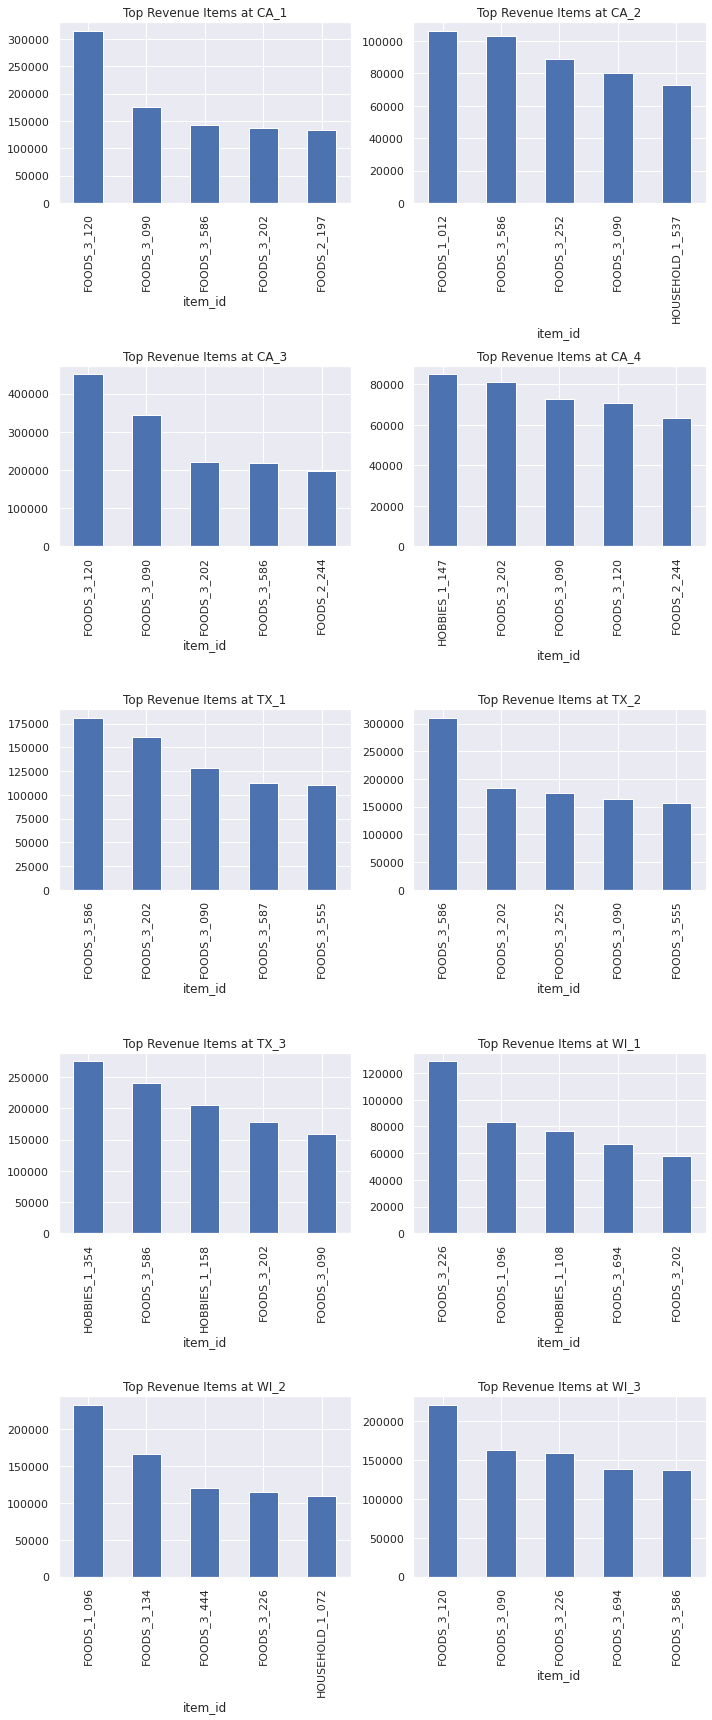 Top Revenue Items at CA_1
300000
250000
200000
150000
100000
50000
0
FOODS_3_120
FOODS_3_090
FOODS_3_586
FOODS_3_202
FOODS_2_197
item_id
Top Revenue Items at CA_2
100000
80000
60000
40000
20000
0
FOODS_1_012
FOODS_3_586
FOODS_3_252
FOODS_3_090
HOUSEHOLD_1_537
item_id
Top Revenue Items at CA_3
400000
300000
200000
100000
0
FOODS_3_120
FOODS_3_090
FOODS_3_202
FOODS_3_586
FOODS_2_244
item_id
Top Revenue Items at CA_4
80000
60000
40000
20000
0
HOBBIES_1_147
FOODS_3_202
FOODS_3_090
FOODS_3_120
FOODS_2_244
item_id
Top Revenue Items at TX_1
175000
150000
125000
100000
75000
50000
25000
0
FOODS_3_586
FOODS_3_202
FOODS_3_090
FOODS_3_587
FOODS_3_555
item_id
Top Revenue Items at TX_2
300000
250000
200000
150000
100000
50000
0
FOODS_3_586
FOODS_3_202
FOODS_3_252
FOODS_3_090
FOODS_3_555
item_id
Top Revenue Items at TX_3
250000
200000
150000
100000
50000
0
HOBBIES_1_354
FOODS_3_586
HOBBIES_1_158
FOODS_3_202
FOODS_3_090
item_id
Top Revenue Items at WI_1
120000
100000
80000
60000
40000
20000
0
FOODS_3_226
FOODS_1_096
HOBBIES_1_108
FOODS_3_694
FOODS_3_202
item_id
Top Revenue Items at WI_2
200000
150000
100000
50000
0
FOODS_1_096
FOODS_3_134
FOODS_3_444
FOODS_3_226
HOUSEHOLD_1_072
item_id
Top Revenue Items at WI_3
200000
150000
100000
50000
0
FOODS_3_120
FOODS_3_090
FOODS_3_226
FOODS_3_694
FOODS_3_586
item_id